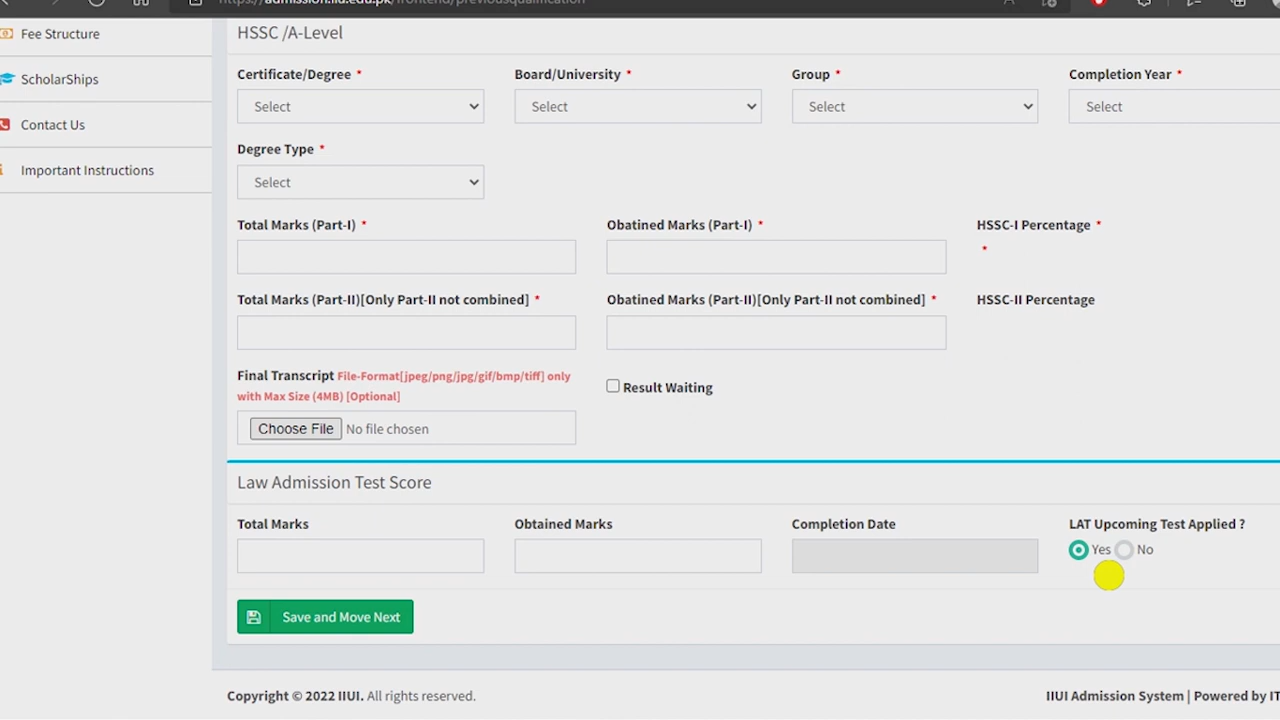 Fee Structure
ScholarShips
Contact Us
Important Instructions
HSSC /A-Level
Certificate/Degree *
Board/University *
Group *
Completion Year *
Select
Select
Select
Select
Degree Type *
Select
Total Marks (Part-I) *
Obatined Marks (Part-I) *
HSSC-I Percentage *
*
Total Marks (Part-II)[Only Part-II not combined] *
Obatined Marks (Part-II)[Only Part-II not combined] *
HSSC-II Percentage
Final Transcript File-Format[jpeg/png/jpg/gif/bmp/tiff] only
with Max Size (4MB) [Optional]
Result Waiting
Choose File No file chosen
Law Admission Test Score
Total Marks
Obtained Marks
Completion Date
LAT Upcoming Test Applied ?
Yes No
Save and Move Next
Copyright © 2022 IIUI. All rights reserved.
IIUI Admission System | Powered by IT